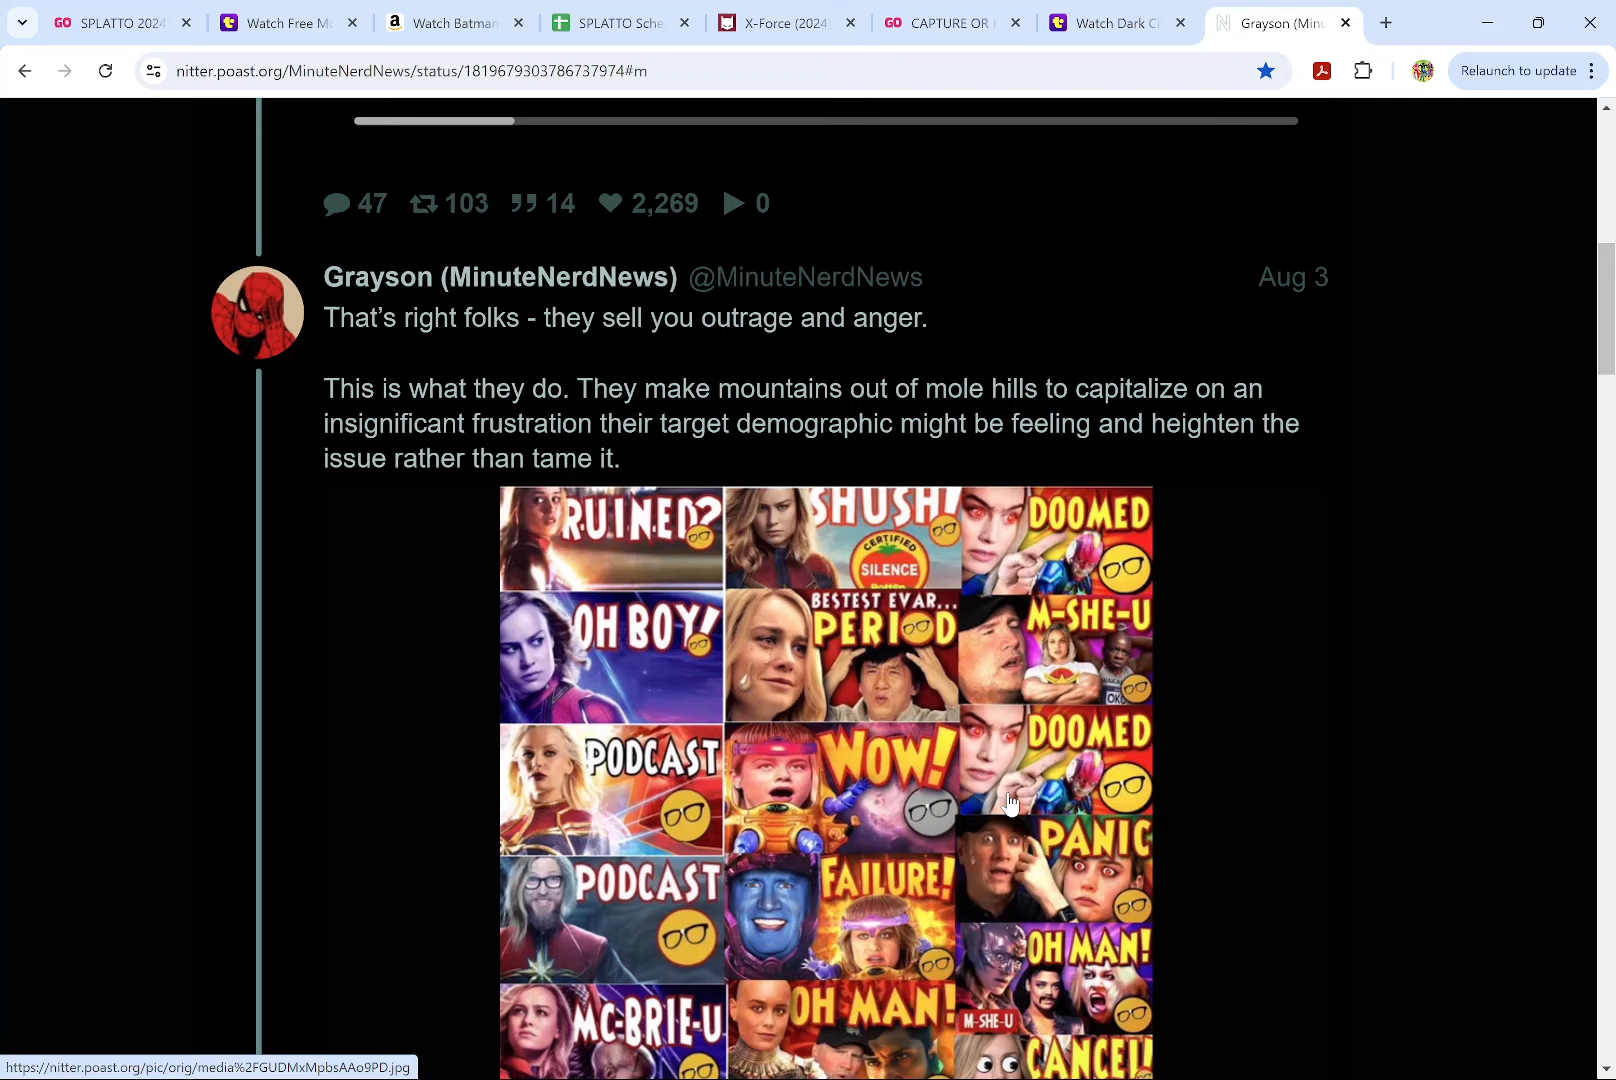 SPLATTO 2024
Watch Free Mo
Watch Batman
SPLATTO Sche
X-Force (2024)
CAPTURE OR
Watch Dark C
Grayson (Minu
nitter.poast.org/MinuteNerdNews/status/1819679303786737974#m
Relaunch to update
47 103 14 2,269 0
Grayson (MinuteNerdNews) @MinuteNerdNews Aug 3
That's right folks - they sell you outrage and anger.
This is what they do. They make mountains out of mole hills to capitalize on an
insignificant frustration their target demographic might be feeling and heighten the
issue rather than tame it.
RUINED?
SHUSH!
CERTIFIED
SILENCE
DOOMED
OH BOY!
BESTEST EVAR...
PERIOD
M-SHE-U
PODCAST
WOW!
DOOMED
PODCAST
FAILURE!
PANIC
MC-BRIE-U
OH MAN!
OH MAN!
M-SHE-U
CANCEL!
https://nitter.poast.org/pic/orig/media%2FGUDMxMpbsAAo9PD.jpg